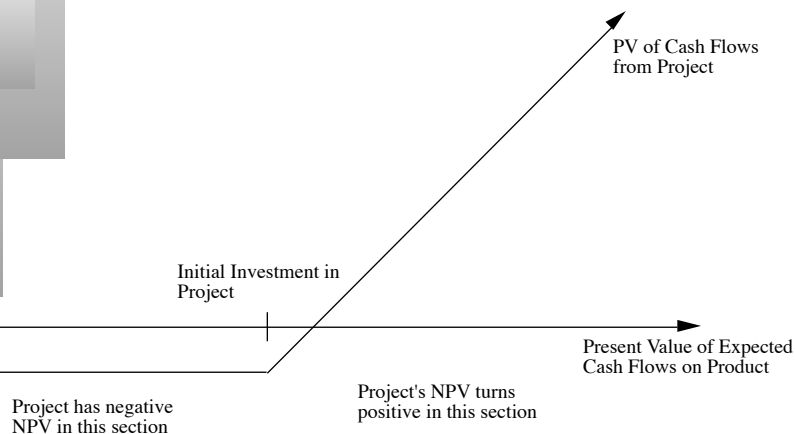 PV of Cash Flows
from Project
Initial Investment in
Project
Present Value of Expected
Cash Flows on Product
Project's NPV turns
positive in this section
Project has negative
NPV in this section